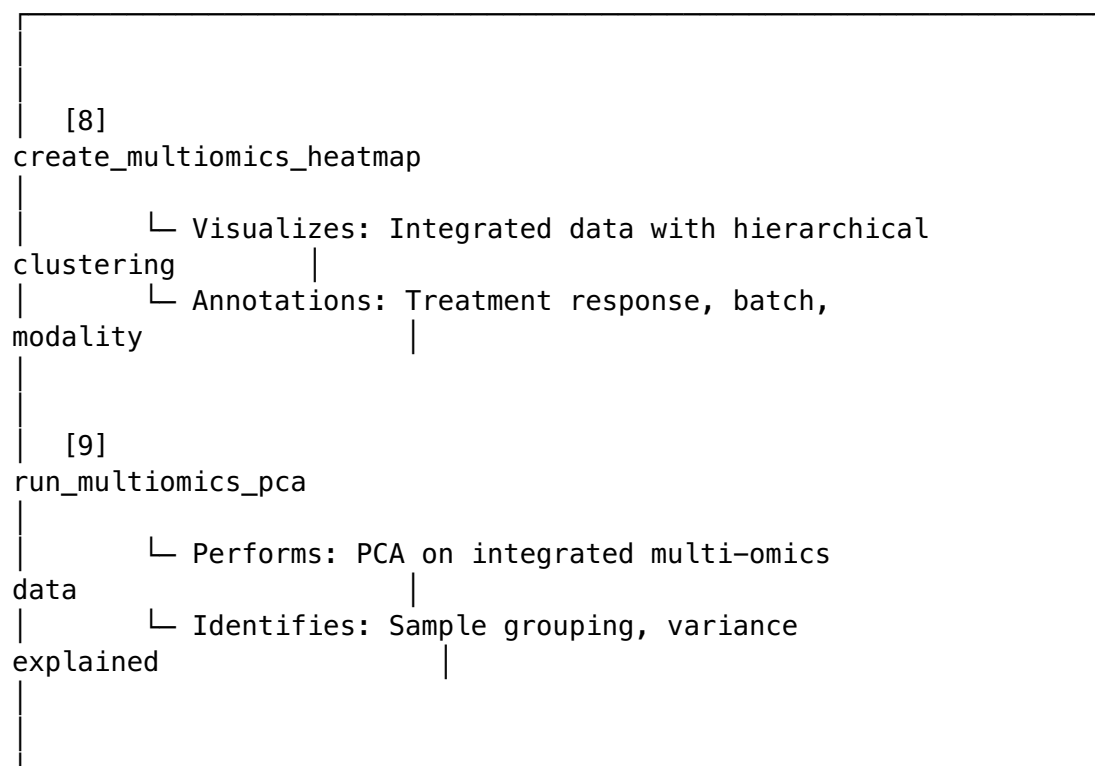 [8]
create_multiomics_heatmap
└─ Visualizes: Integrated data with hierarchical
clustering
└─ Annotations: Treatment response, batch,
modality
[9]
run_multiomics_pca
└─ Performs: PCA on integrated multi-omics
data
└─ Identifies: Sample grouping, variance
explained